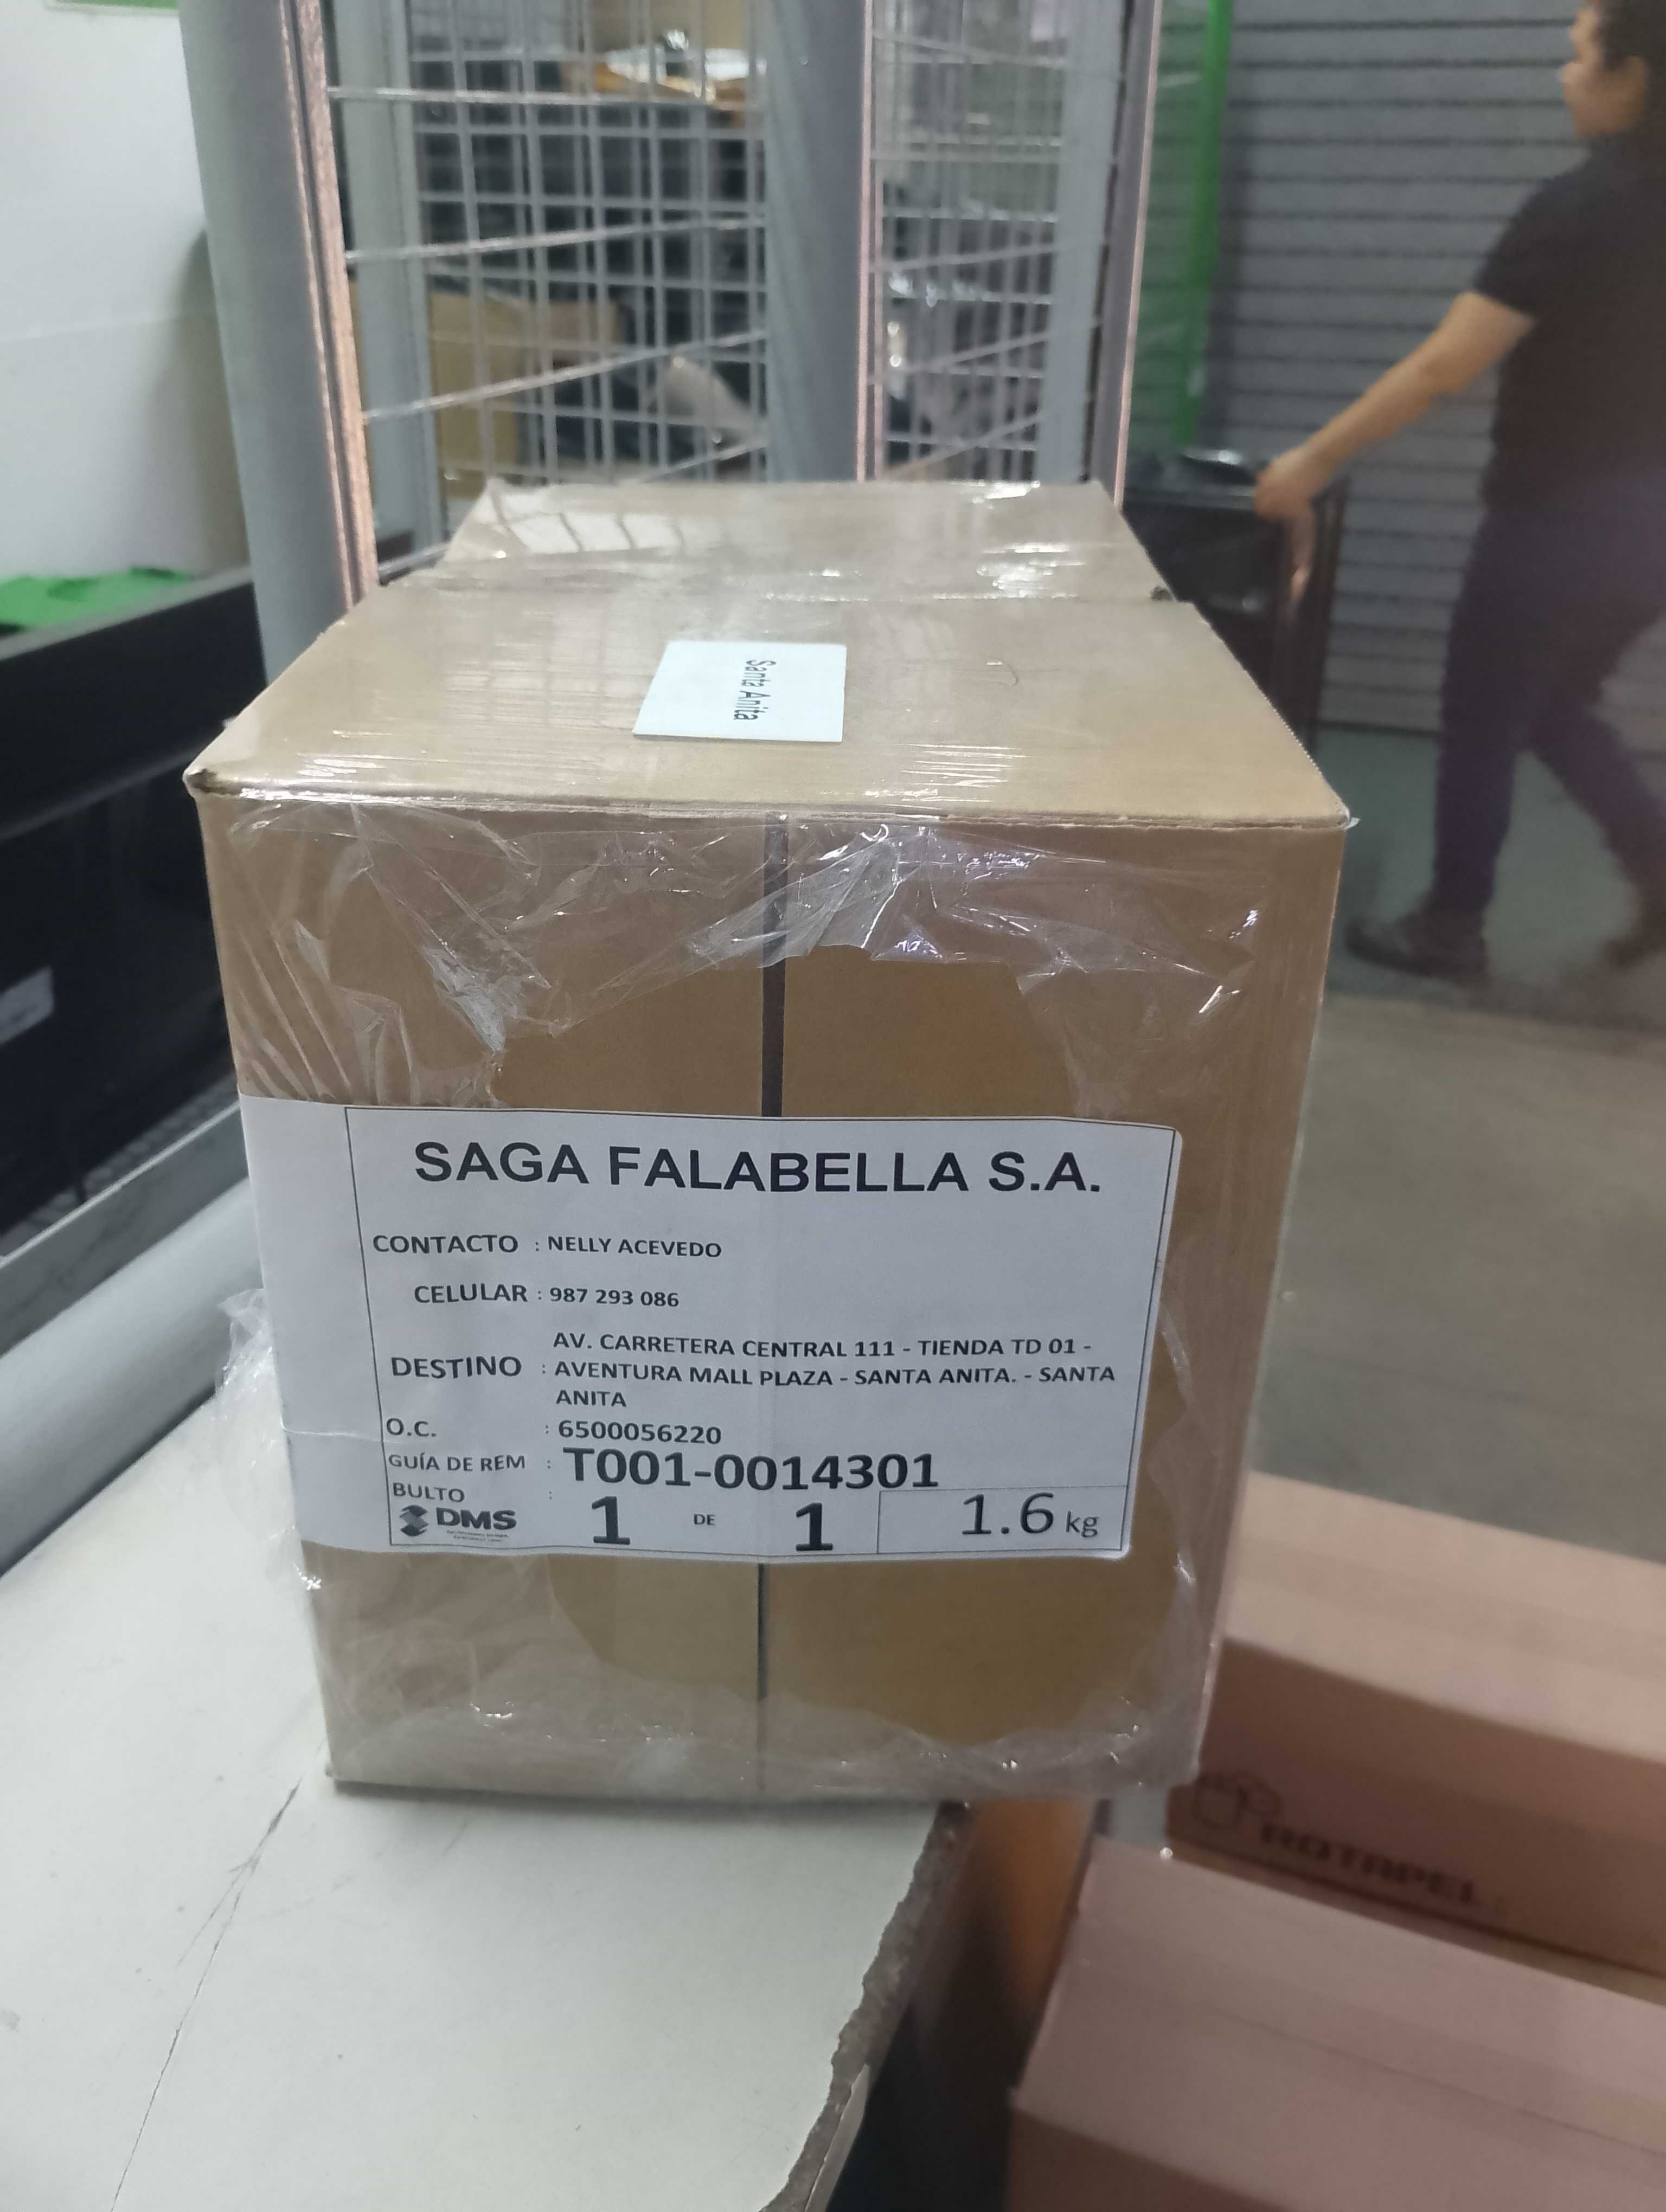 Santa Anita
SAGA FALABELLA S.A.
CONTACTO : NELLY ACEVEDO
CELULAR : 987 293 086
AV. CARRETERA CENTRAL 111 - TIENDA TD 01 -
DESTINO : AVENTURA MALL PLAZA - SANTA ANITA. - SANTA
ANITA
O.C. : 6500056220
GUÍA DE REM : T001-0014301
BULTO :
DMS 1 DE 1 1.6 kg
ROTAPEL